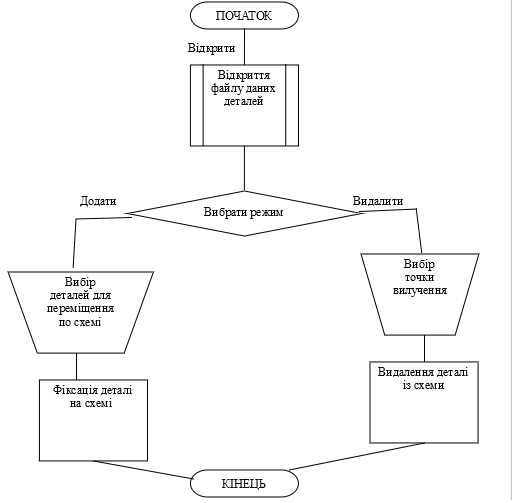 ПОЧАТОК
Відкрити
Відкриття
файлу даних
деталей
Додати
Видалити
Вибрати режим
Вибір
деталей для
переміщення
по схемі
Вибір
точки
вилучення
Фіксація деталі
на схемі
Видалення деталі
із схеми
КІНЕЦЬ